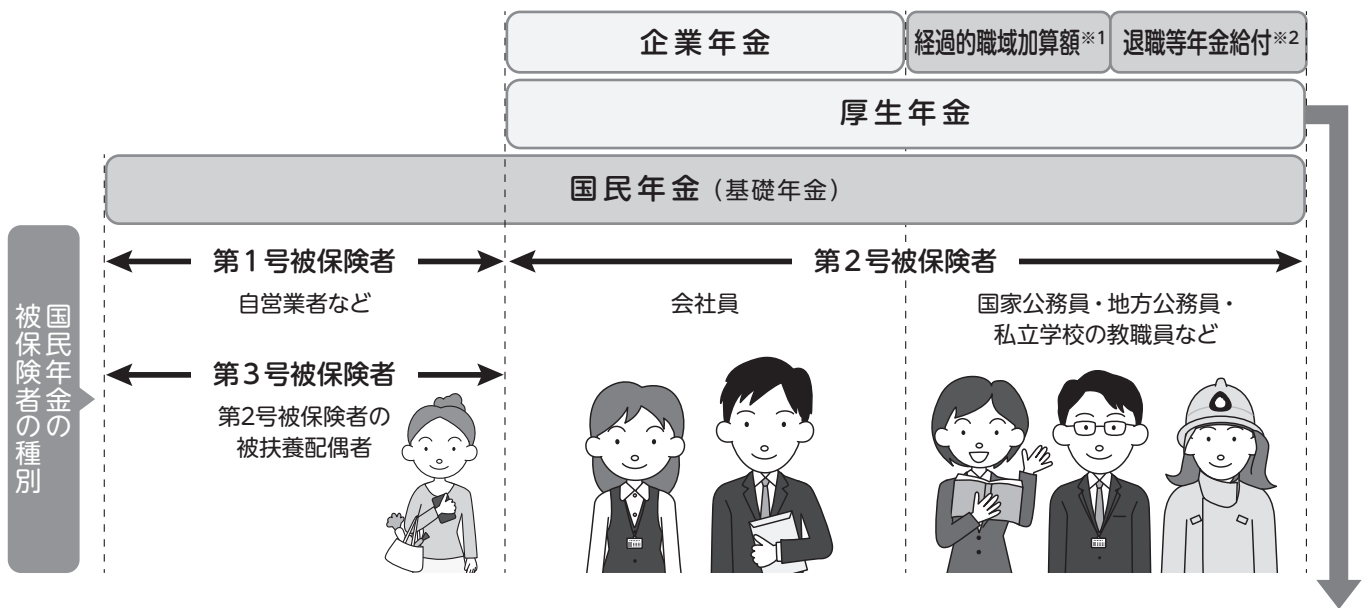 企業年金
経過的職域加算額※1
退職等年金給付※2
厚生年金
国民年金（基礎年金）
国民年金の
被保険者の種別
第1号被保険者
自営業者など
第3号被保険者
第2号被保険者の
被扶養配偶者
第2号被保険者
会社員
国家公務員・地方公務員・
私立学校の教職員など